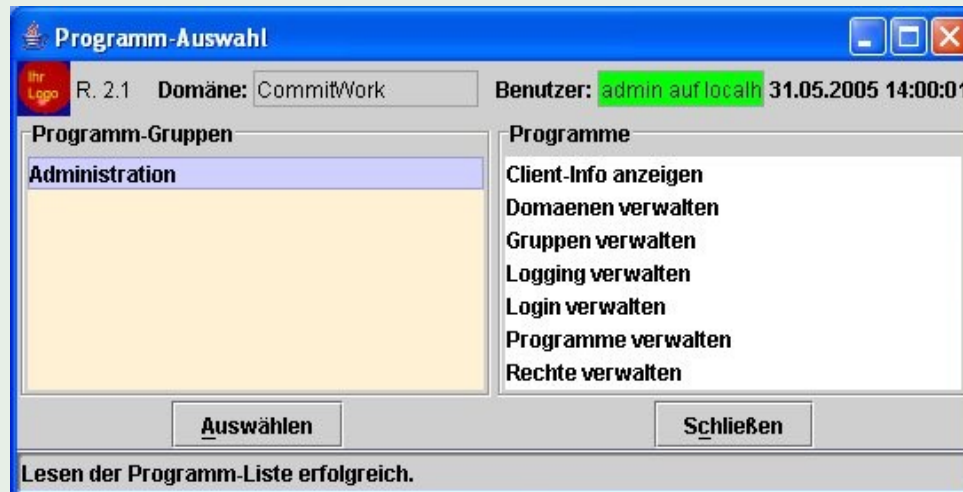 Programm-Auswahl
Ihr Logo R. 2.1 Domäne: CommitWork Benutzer: admin auf localh 31.05.2005 14:00:01
Programm-Gruppen
Administration
Programme
Client-Info anzeigen
Domaenen verwalten
Gruppen verwalten
Logging verwalten
Login verwalten
Programme verwalten
Rechte verwalten
Auswählen
Schließen
Lesen der Programm-Liste erfolgreich.